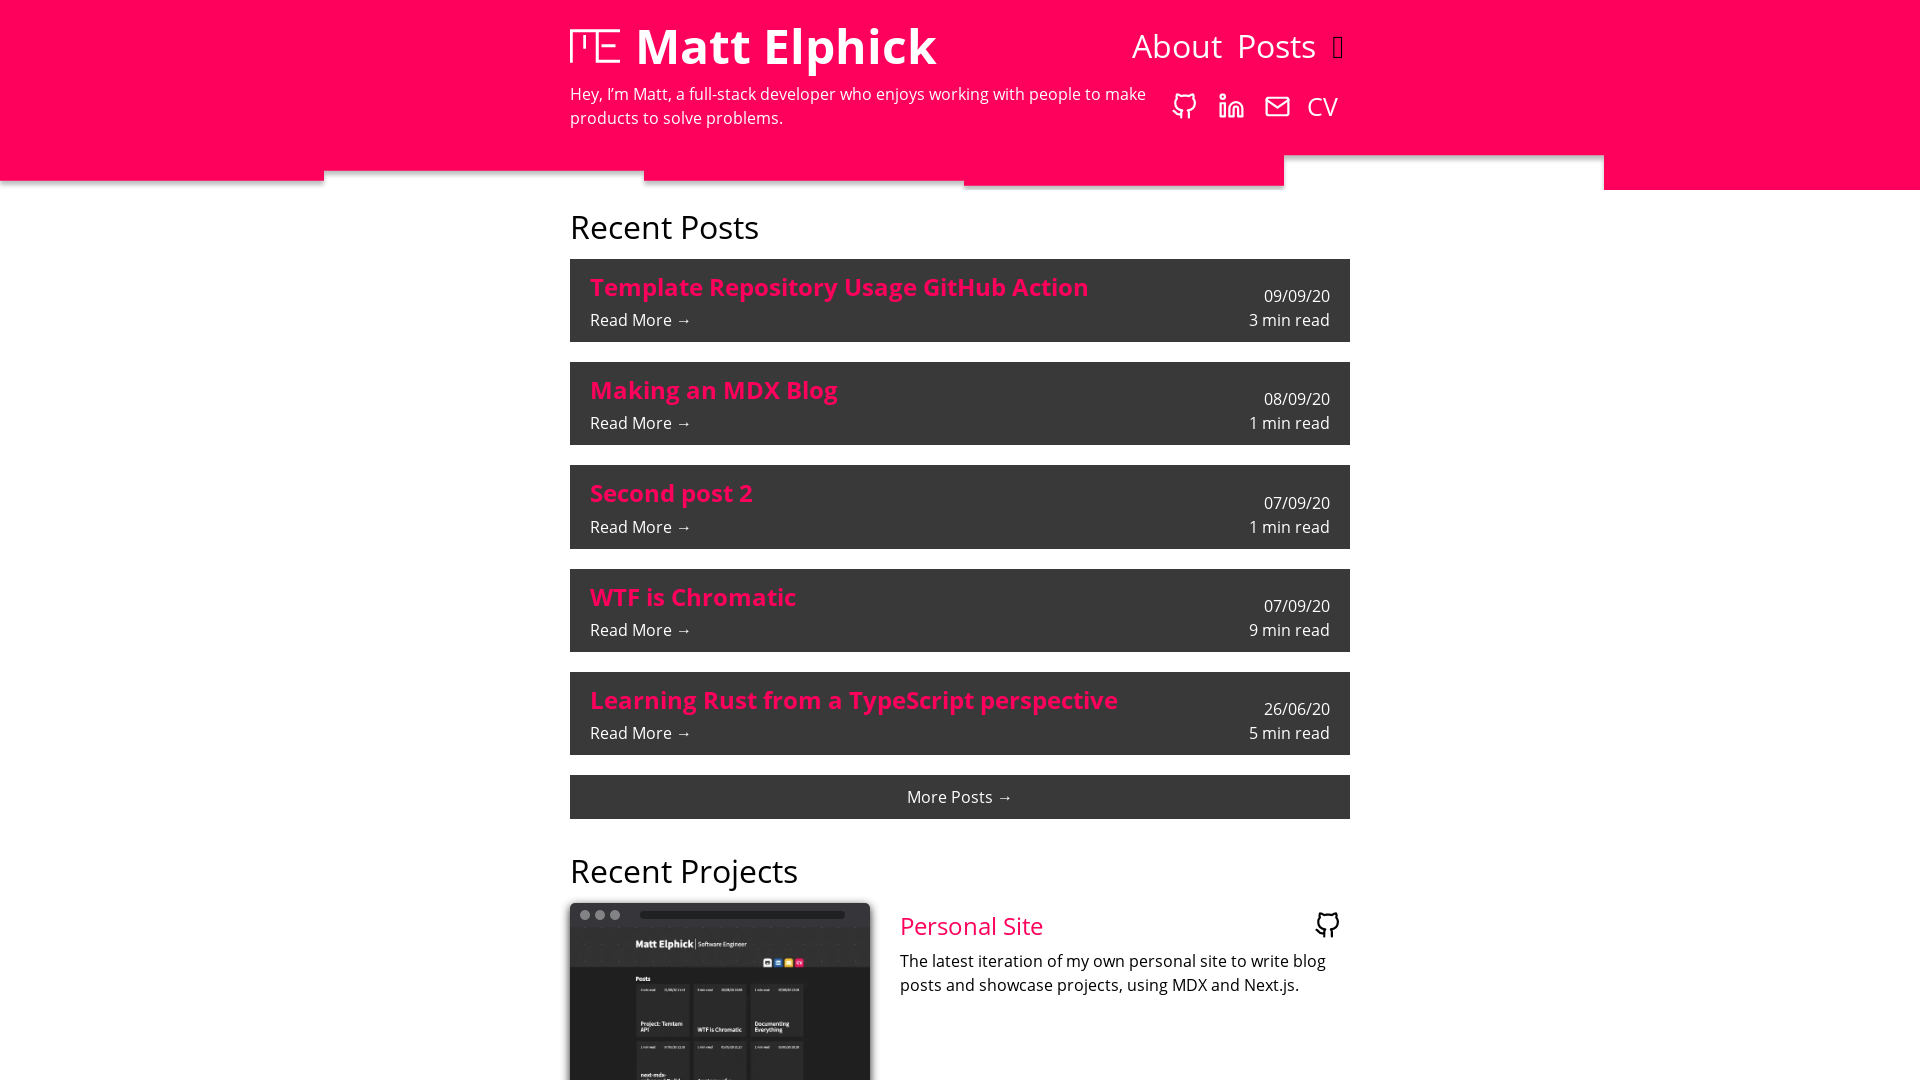 Matt Elphick
About Posts
Hey, I’m Matt, a full-stack developer who enjoys working with people to make
products to solve problems.
CV
Recent Posts
Template Repository Usage GitHub Action
09/09/20
Read More →
3 min read
Making an MDX Blog
08/09/20
Read More →
1 min read
Second post 2
07/09/20
Read More →
1 min read
WTF is Chromatic
07/09/20
Read More →
9 min read
Learning Rust from a TypeScript perspective
26/06/20
Read More →
5 min read
More Posts →
Recent Projects
Personal Site
The latest iteration of my own personal site to write blog
posts and showcase projects, using MDX and Next.js.
Matt Elphick Software Engineer
Posts
Project: Temtem
API
WTF is Chromatic
Documenting
Everything
next-mdx-